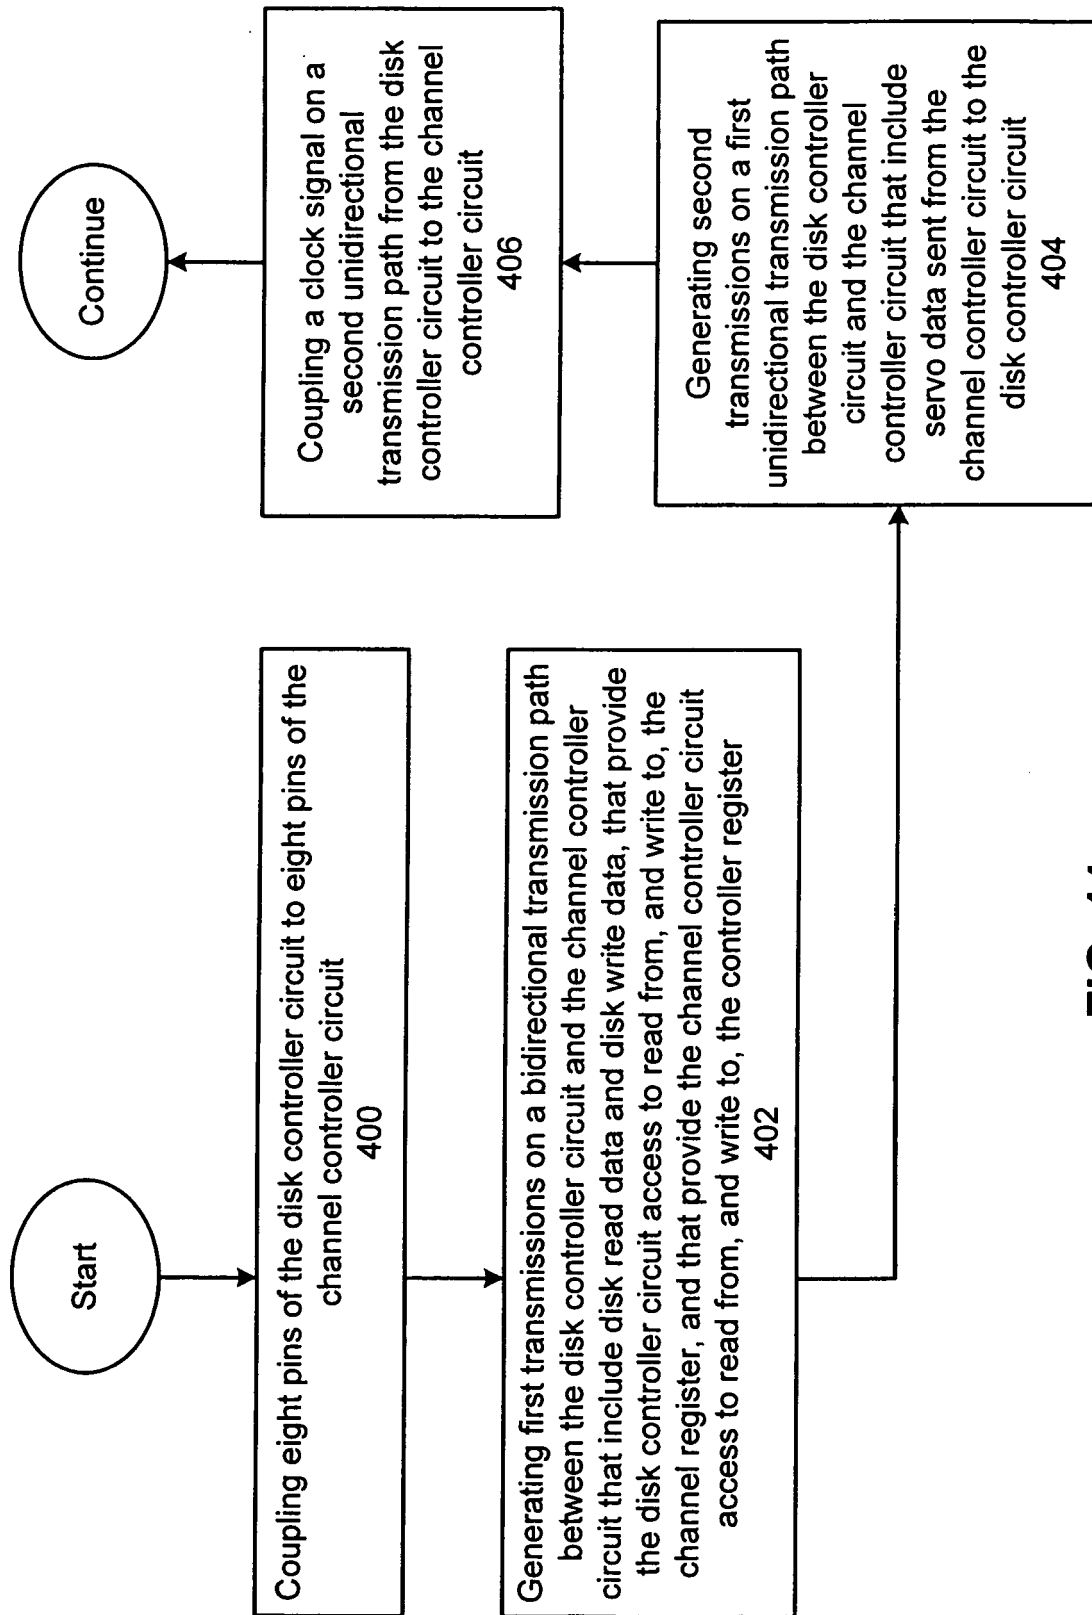 Start
Coupling eight pins of the disk controller circuit to eight pins of the
channel controller circuit
400
Generating first transmissions on a bidirectional transmission path
between the disk controller circuit and the channel controller
circuit that include disk read data and disk write data, that provide
the disk controller circuit access to read from, and write to, the
channel register, and that provide the channel controller circuit
access to read from, and write to, the controller register
402
Generating second
transmissions on a first
unidirectional transmission path
between the disk controller
circuit and the channel
controller circuit that include
servo data sent from the
channel controller circuit to the
disk controller circuit
404
Coupling a clock signal on a
second unidirectional
transmission path from the disk
controller circuit to the channel
controller circuit
406
Continue
FIG.